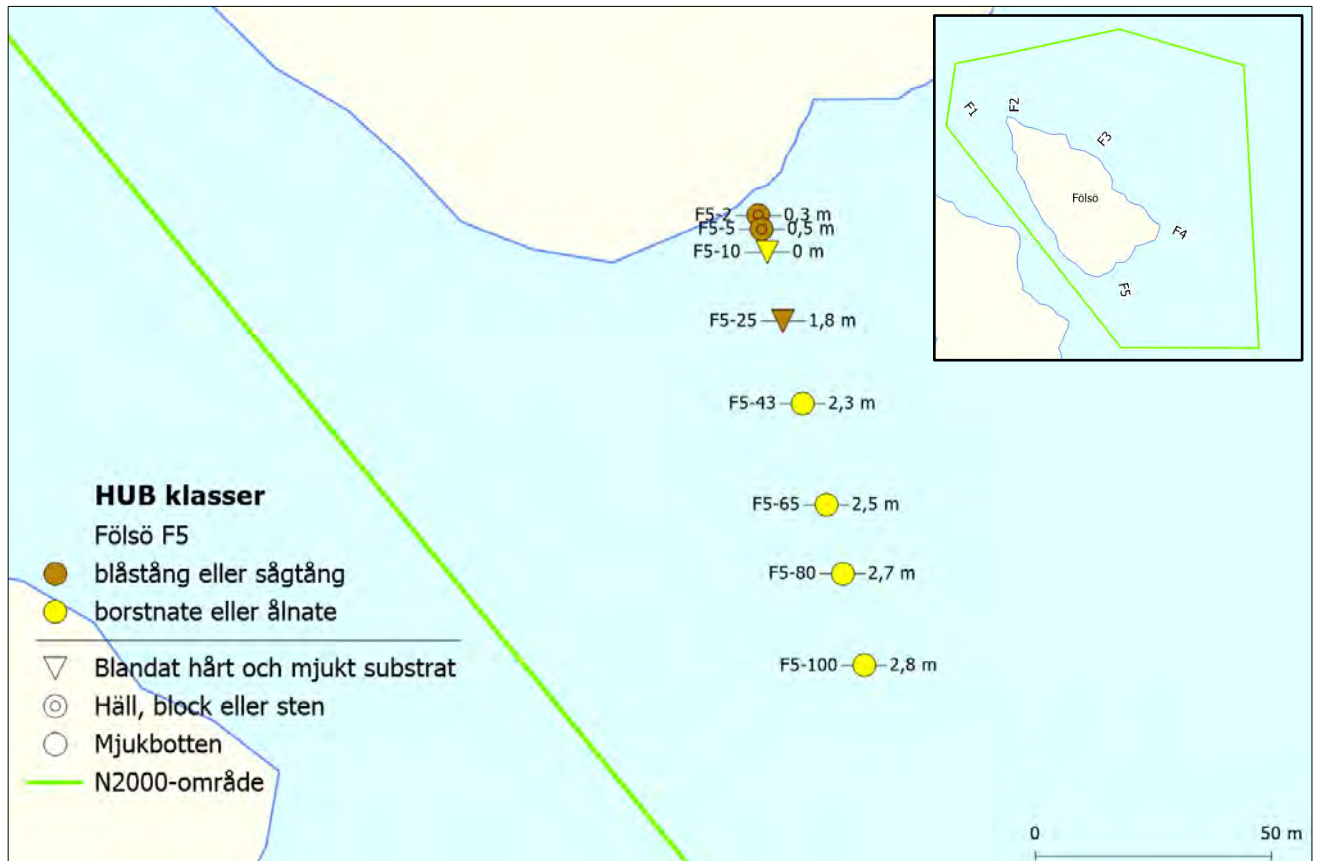 F1
F2
F3
Fölsö
F4
F5
F5-2 0,3 m
F5-5 0,5 m
F5-10 0 m
F5-25 1,8 m
F5-43 2,3 m
F5-65 2,5 m
F5-80 2,7 m
F5-100 2,8 m
HUB klasser
Fölsö F5
blåstång eller sågtång
borstnate eller ålnate
Blandat hårt och mjukt substrat
Häll, block eller sten
Mjukbotten
N2000-område
0 50 m